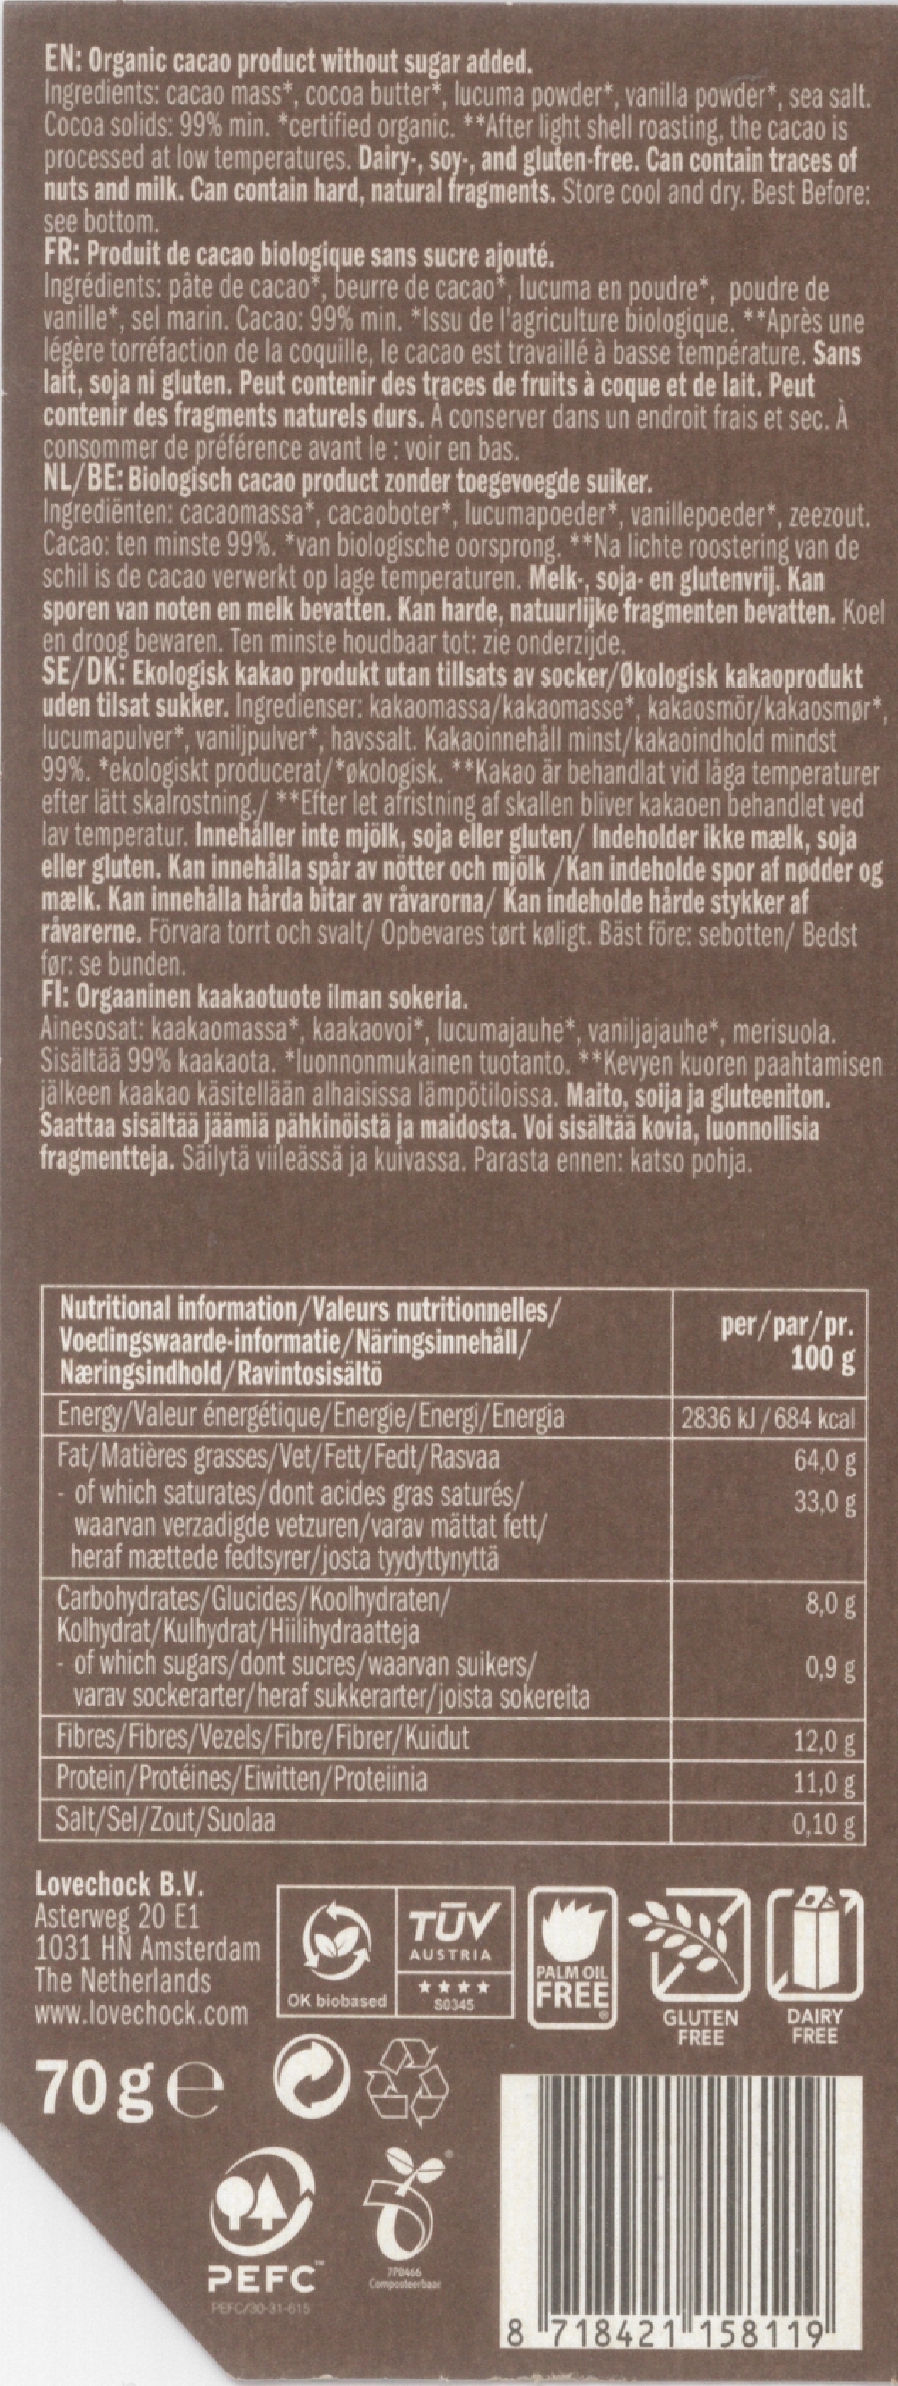 EN: Organic cacao product without sugar added.
Ingredients: cacao mass*, cocoa butter*, lucuma powder*, vanilla powder*, sea salt.
Cocoa solids: 99% min. *certified organic. **After light shell roasting, the cacao is
processed at low temperatures. Dairy-, soy-, and gluten-free. Can contain traces of
nuts and milk. Can contain hard, natural fragments. Store cool and dry. Best Before:
see bottom.
FR: Produit de cacao biologique sans sucre ajouté.
Ingrédients: pâte de cacao*, beurre de cacao*, lucuma en poudre*, poudre de
vanille*, sel marin. Cacao: 99% min. *Issu de l'agriculture biologique. **Après une
légère torréfaction de la coquille, le cacao est travaillé à basse température. Sans
lait, soja ni gluten. Peut contenir des traces de fruits à coque et de lait. Peut
contenir des fragments naturels durs. À conserver dans un endroit frais et sec. À
consommer de préférence avant le : voir en bas.
NL/BE: Biologisch cacao product zonder toegevoegde suiker.
Ingrediënten: cacaomassa*, cacaoboter*, lucumapoeder*, vanillepoeder*, zeezout.
Cacao: ten minste 99%. *van biologische oorsprong. **Na lichte roostering van de
schil is de cacao verwerkt op lage temperaturen. Melk-, soja- en glutenvrij. Kan
sporen van noten en melk bevatten. Kan harde, natuurlijke fragmenten bevatten. Koel
en droog bewaren. Ten minste houdbaar tot: zie onderzijde.
SE/DK: Ekologisk kakao produkt utan tillsats av socker/Økologisk kakaoprodukt
uden tilsat sukker. Ingredienser: kakaomassa/kakaomasse*, kakaosmör/kakaosmør*,
lucumapulver*, vaniljpulver*, havssalt. Kakaoinnehåll minst/kakaoindhold mindst
99%. *ekologiskt producerat/*økologisk. **Kakao är behandlat vid låga temperaturer
efter lätt skalrostning./ **Efter let afristning af skallen bliver kakaoen behandlet ved
lav temperatur. Innehåller inte mjölk, soja eller gluten/ Indeholder ikke mælk, soja
eller gluten. Kan innehålla spår av nötter och mjölk /Kan indeholde spor af nødder og
mælk. Kan innehålla hårda bitar av råvarorna/ Kan indeholde hårde stykker af
råvarerne. Förvara torrt och svalt/ Opbevares tørt køligt. Bäst före: sebotten/ Bedst
før: se bunden.
FI: Orgaaninen kaakaotuote ilman sokeria.
Ainesosat: kaakaomassa*, kaakaovoi*, lucumajauhe*, vaniljajauhe*, merisuola.
Sisältää 99% kaakaota. *luonnonmukainen tuotanto. **Kevyen kuoren paahtamisen
jälkeen kaakao käsitellään alhaisissa lämpötiloissa. Maito, soija ja gluteeniton.
Saattaa sisältää jäämiä pähkinöistä ja maidosta. Voi sisältää kovia, luonnollisia
fragmentteja. Säilytä viileässä ja kuivassa. Parasta ennen: katso pohja.
Nutritional information/Valeurs nutritionnelles/
Voedingswaarde-informatie/Näringsinnehåll/
Næringsindhold/Ravintosisältö
per/par/pr.
100 g
Energy/Valeur énergétique/Energie/Energi/Energia 2836 kJ / 684 kcal
Fat/Matières grasses/Vet/Fett/Fedt/Rasvaa 64,0 g
- of which saturates/dont acides gras saturés/ 33,0 g
waarvan verzadigde vetzuren/varav mättat fett/
heraf mættede fedtsyrer/josta tyydyttynyttä
Carbohydrates/Glucides/Koolhydraten/ 8,0 g
Kolhydrat/Kulhydrat/Hiilihydraatteja
- of which sugars/dont sucres/waarvan suikers/ 0,9 g
varav sockerarter/heraf sukkerarter/joista sokereita
Fibres/Fibres/Vezels/Fibre/Fibrer/Kuidut 12,0 g
Protein/Protéines/Eiwitten/Proteiinia 11,0 g
Salt/Sel/Zout/Suolaa 0,10 g
Lovechock B.V.
Asterweg 20 E1
1031 HN Amsterdam
The Netherlands
www.lovechock.com
OK biobased
TÜV
AUSTRIA
S0345
PALM OIL
FREE
GLUTEN
FREE
DAIRY
FREE
70 g e
PEFC™
PEFC/30-31-615
7P0466
Composteerbaar
8 718421 158119